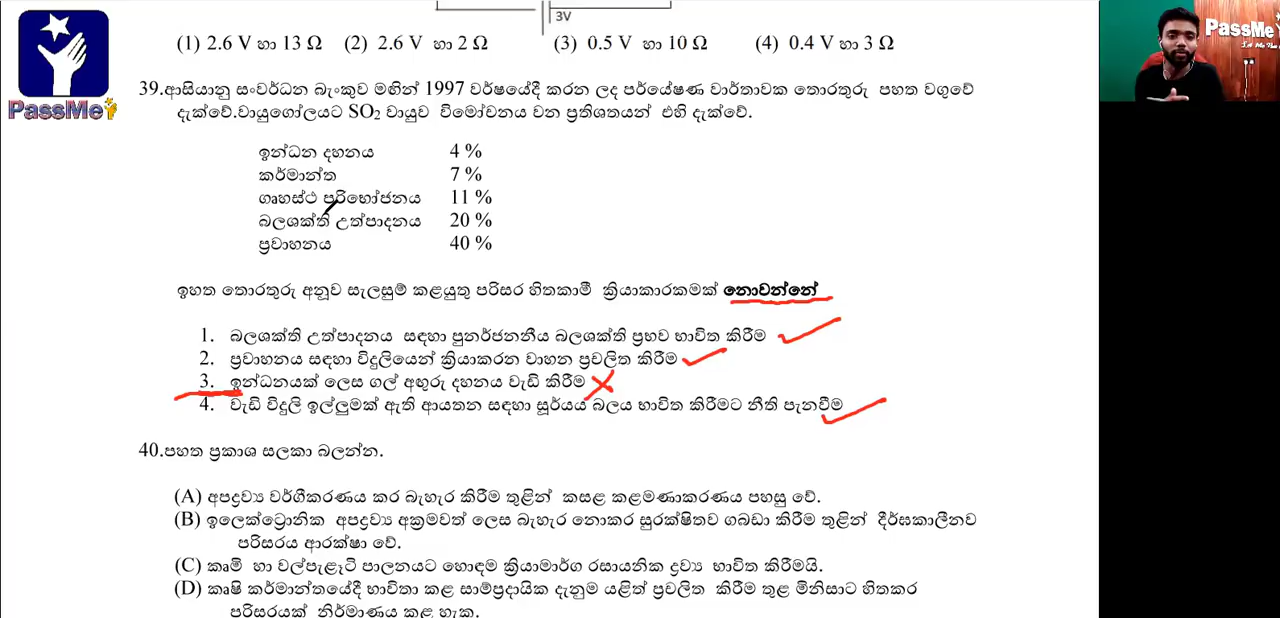 3V
(1) 2.6 V හා 13 Ω (2) 2.6 V හා 2 Ω (3) 0.5 V හා 10 Ω (4) 0.4 V හා 3 Ω
PassMe
PassMe
39.ආසියානු සංවර්ධන බැංකුව මඟින් 1997 වර්ෂයේදී කරන ලද පර්යේෂණ වාර්තාවක තොරතුරු පහත වගුවේ
දැක්වේ.වායුගෝලයට SO₂ වායුව විමෝචනය වන ප්‍රතිශතයන් එහි දැක්වේ.
ඉන්ධන දහනය 4 %
කර්මාන්ත 7 %
ගෘහස්ථ පරිභෝජනය 11 %
බලශක්ති උත්පාදනය 20 %
ප්‍රවාහනය 40 %
ඉහත තොරතුරු අනූව සැලසුම් කළයුතු පරිසර හිතකාමී ක්‍රියාකාරකමක් නොවන්නේ
1. බලශක්ති උත්පාදනය සඳහා පුනර්ජනනීය බලශක්ති ප්‍රභව භාවිත කිරීම
2. ප්‍රවාහනය සඳහා විදුලියෙන් ක්‍රියාකරන වාහන ප්‍රචලිත කිරීම
3. ඉන්ධනයක් ලෙස ගල් අඟුරු දහනය වැඩි කිරීම
4. වැඩි විදුලි ඉල්ලුමක් ඇති ආයතන සඳහා සූර්යය බලය භාවිත කිරීමට නීති පැනවීම
40.පහත ප්‍රකාශ සලකා බලන්න.
(A) අපද්‍රව්‍ය වර්ගීකරණය කර බැහැර කිරීම තුළින් කසළ කළමණාකරණය පහසු වේ.
(B) ඉලෙක්ට්‍රොනික අපද්‍රව්‍ය අක්‍රමවත් ලෙස බැහැර නොකර සුරක්ෂිතව ගබඩා කිරීම තුළින් දීර්ඝකාලීනව
පරිසරය ආරක්ෂා වේ.
(C) කෘමි හා වල්පැළෑටි පාලනයට හොඳම ක්‍රියාමාර්ග රසායනික ද්‍රව්‍ය භාවිත කිරීමයි.
(D) කෘෂි කර්මාන්තයේදී භාවිතා කළ සාම්ප්‍රදායික දැනුම යළිත් ප්‍රචලිත කිරීම තුළ මිනිසාට හිතකර
පරිසරයක් නිර්මාණය කළ හැක.